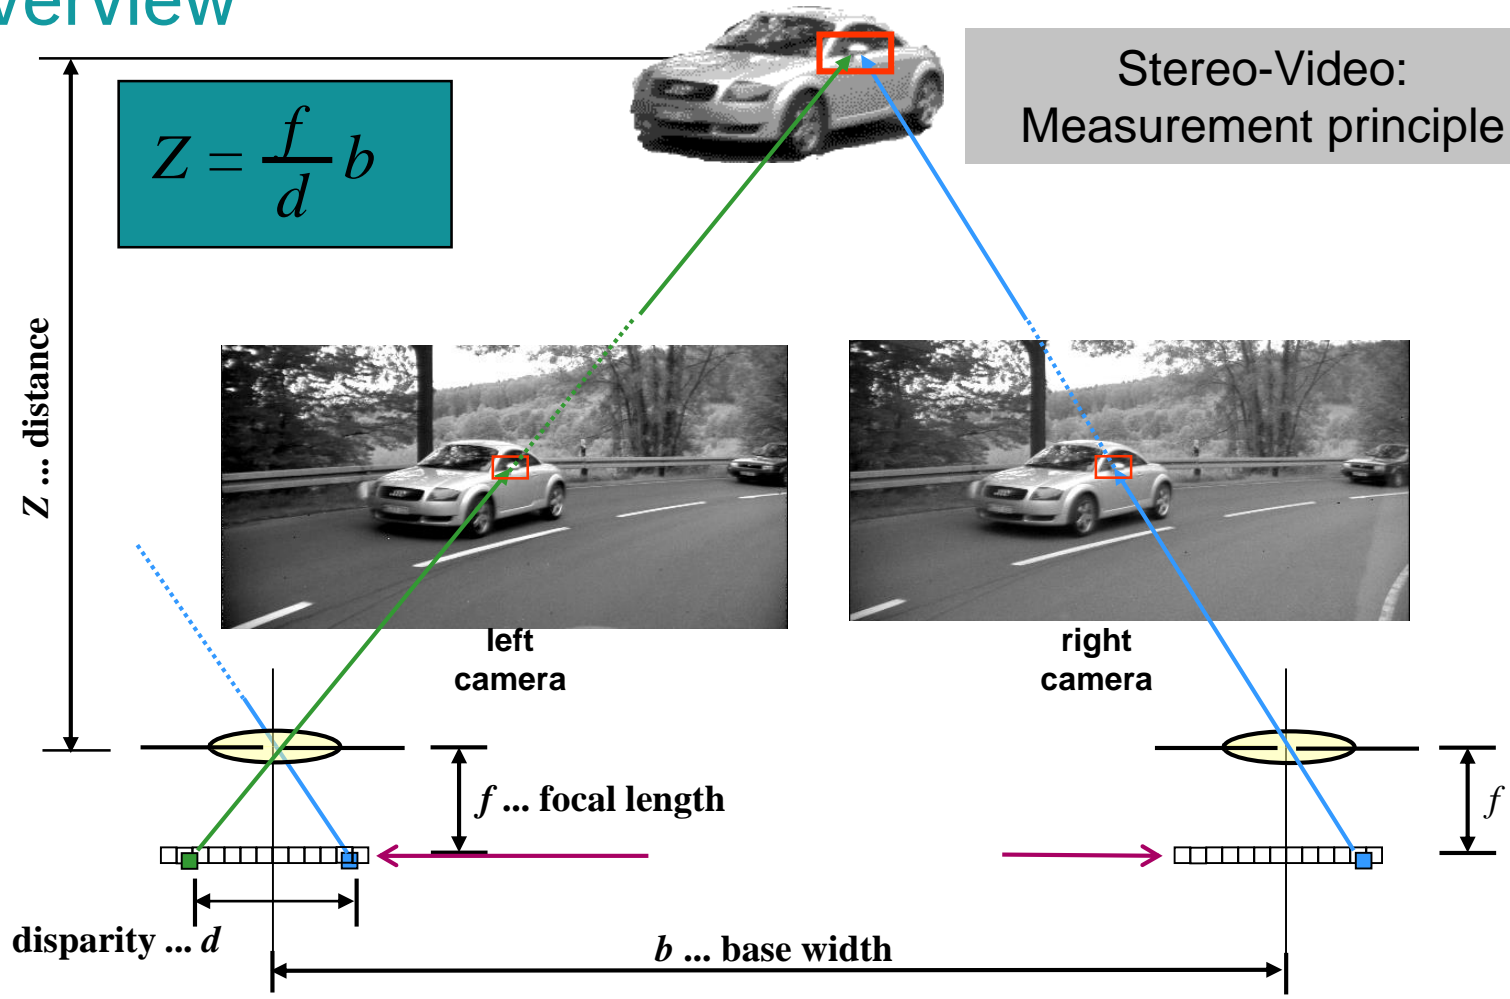 verview
Stereo-Video:
Measurement principle
Z = f/d b
Z ... distance
left
camera
right
camera
f ... focal length
f
disparity ... d
b ... base width